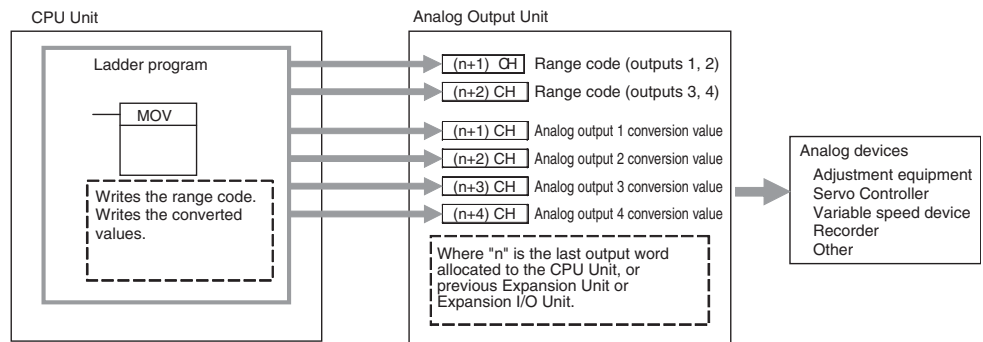 CPU Unit
Analog Output Unit
Ladder program
MOV
Writes the range code.
Writes the converted
values.
(n+1) CH Range code (outputs 1, 2)
(n+2) CH Range code (outputs 3, 4)
(n+1) CH Analog output 1 conversion value
(n+2) CH Analog output 2 conversion value
(n+3) CH Analog output 3 conversion value
(n+4) CH Analog output 4 conversion value
Where "n" is the last output word
allocated to the CPU Unit, or
previous Expansion Unit or
Expansion I/O Unit.
Analog devices
Adjustment equipment
Servo Controller
Variable speed device
Recorder
Other